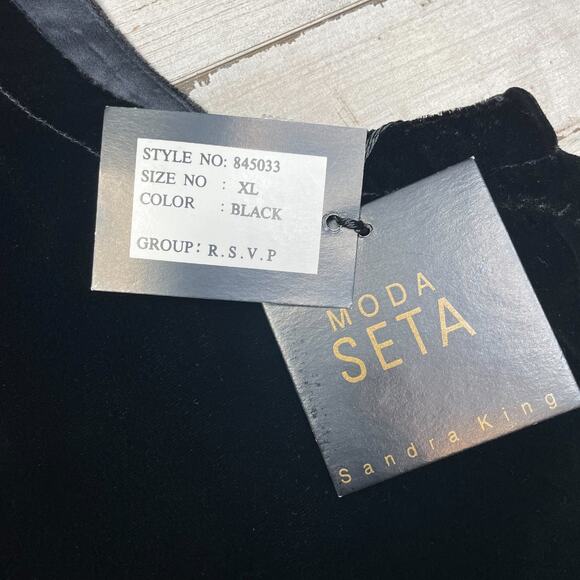 STYLE NO: 845033
SIZE NO : XL
COLOR : BLACK
GROUP: R.S.V.P
MODA
SETA
Sandra King